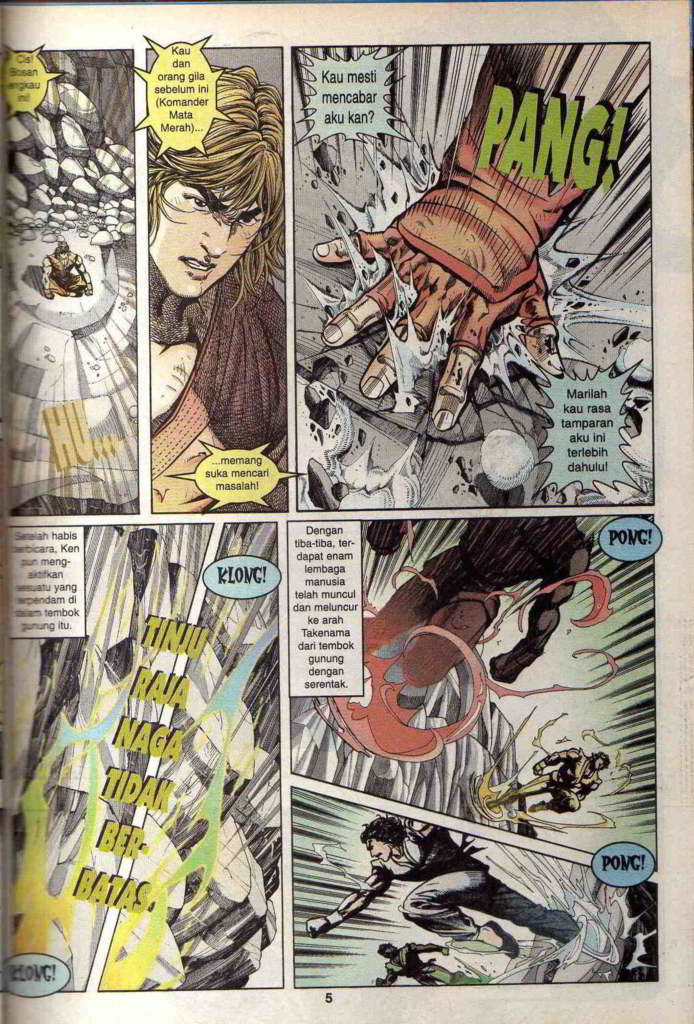 Cis!
Bosan
engkau
ini!
Kau
dan
orang gila
sebelum ini
(Komander
Mata
Merah)...
...memang
suka mencari
masalah!
HU...
Kau mesti
mencabar
aku kan?
PANG!
Marilah
kau rasa
tamparan
aku ini
terlebih
dahulu!
Setelah habis
berbicara, Ken
pun meng-
aktifkan
sesuatu yang
terpendam di
dalam tembok
gunung itu.
KLONG!
TINJU
RAJA
NAGA
TIDAK
BER-
BATAS.
KLONG!
Dengan
tiba-tiba, ter-
dapat enam
lembaga
manusia
telah muncul
dan meluncur
ke arah
Takenama
dari tembok
gunung
dengan
serentak.
PONG!
PONG!
5